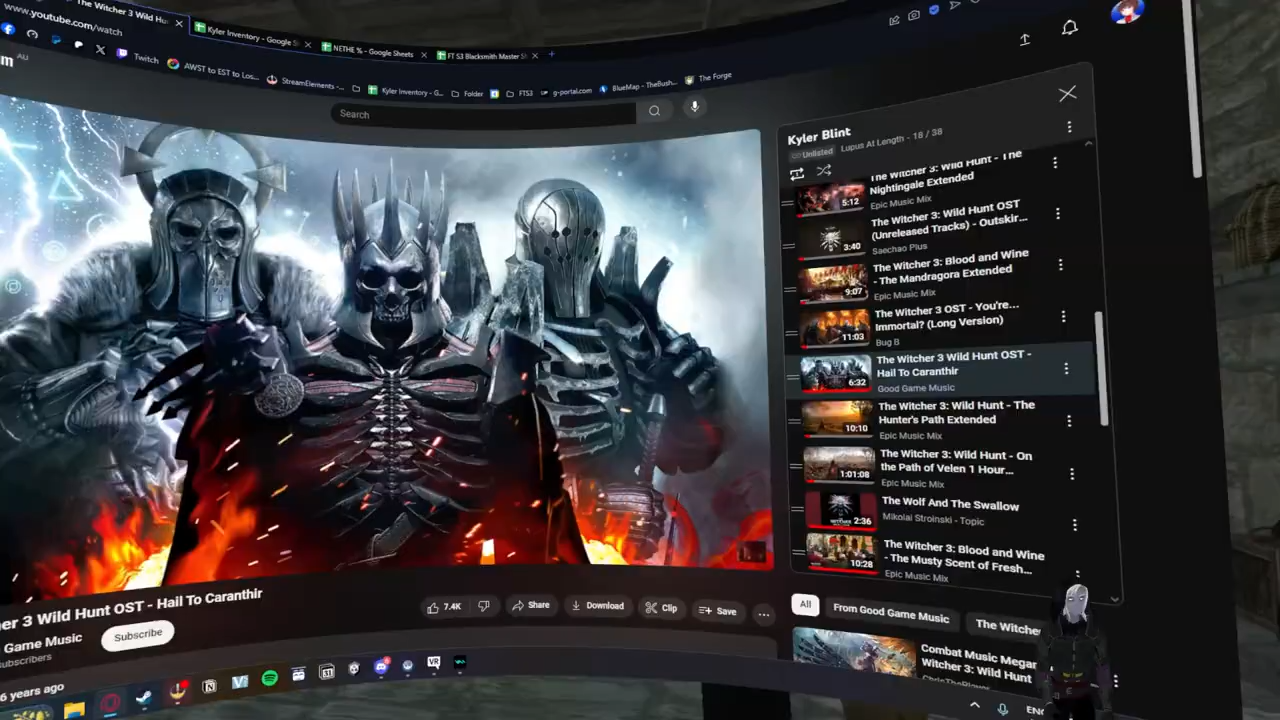 The Witcher 3 Wild Hu
Kyler Inventory - Google S
NETHE % - Google Sheets
FT S3 Blacksmith Master Sh
www.youtube.com/watch
Twitch
AWST to EST to Los...
StreamElements -...
Kyler Inventory - G...
Folder
FTS3
g-portal.com
BlueMap - TheBush...
The Forge
AU
Search
Kyler Blint
Unlisted
Lupus At Length - 18 / 38
The Witcher 3: Wild Hunt - The
Nightingale Extended
Epic Music Mix
5:12
The Witcher 3: Wild Hunt OST
(Unreleased Tracks) - Outskir...
Saechao Plus
3:40
The Witcher 3: Blood and Wine
- The Mandragora Extended
Epic Music Mix
9:07
The Witcher 3 OST - You're...
Immortal? (Long Version)
Bug B
11:03
The Witcher 3 Wild Hunt OST -
Hail To Caranthir
Good Game Music
6:32
The Witcher 3: Wild Hunt - The
Hunter's Path Extended
Epic Music Mix
10:10
The Witcher 3: Wild Hunt - On
the Path of Velen 1 Hour...
Epic Music Mix
1:01:08
The Wolf And The Swallow
Mikolai Stroinski - Topic
2:36
The Witcher 3: Blood and Wine
- The Musty Scent of Fresh...
Epic Music Mix
10:28
er 3 Wild Hunt OST - Hail To Caranthir
Game Music
ubscribers
Subscribe
7.4K
Share
Download
Clip
Save
All
From Good Game Music
The Witche
Combat Music Megar
Witcher 3: Wild Hunt
6 years ago
VR
31
ENG